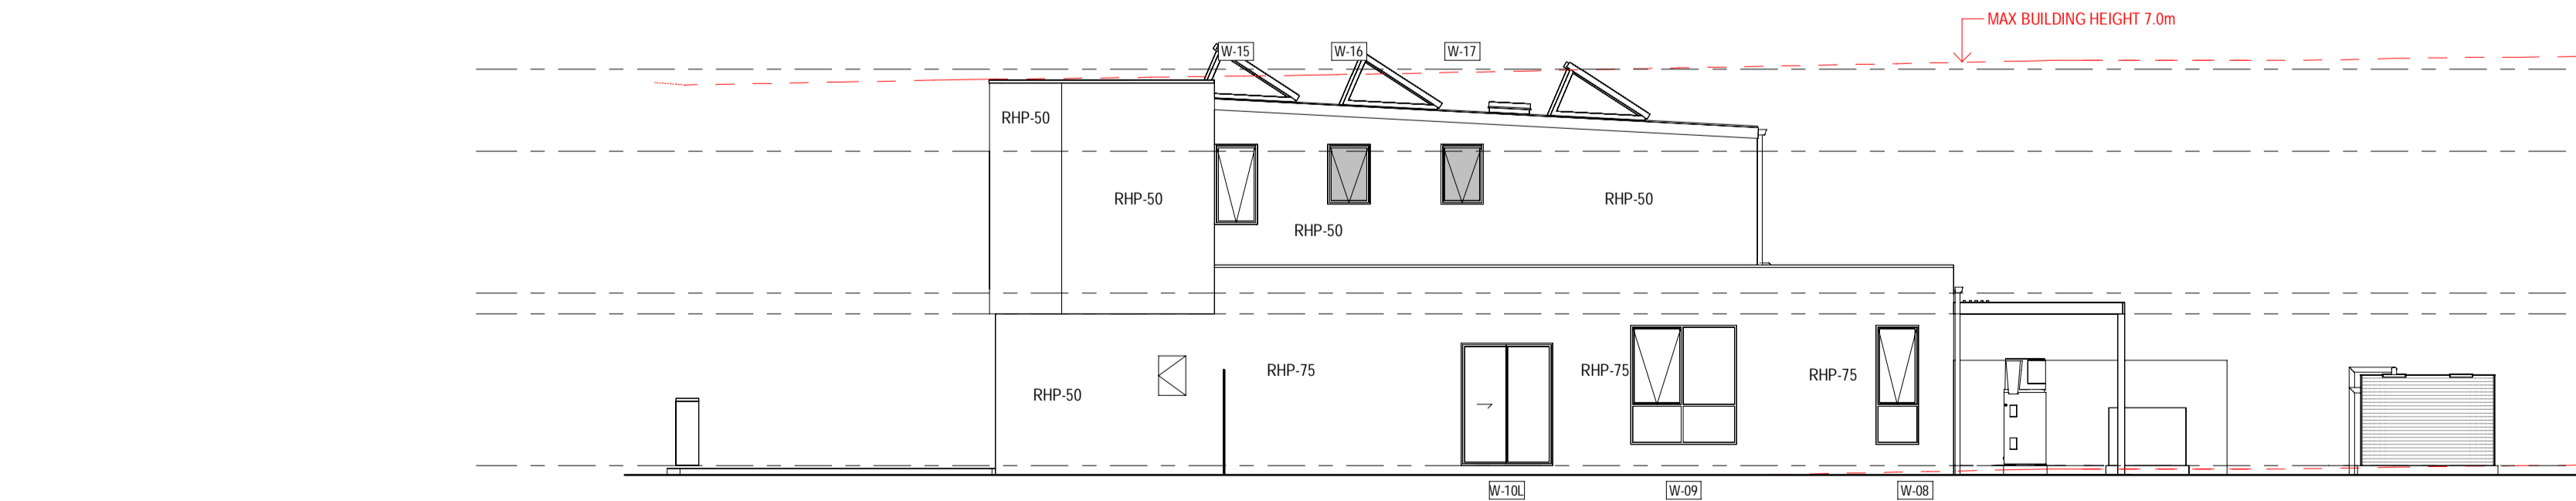 MAX BUILDING HEIGHT 7.0m
W-15
W-16
W-17
RHP-50
RHP-50
RHP-50
RHP-50
RHP-75
RHP-75
RHP-75
RHP-50
W-10L
W-09
W-08